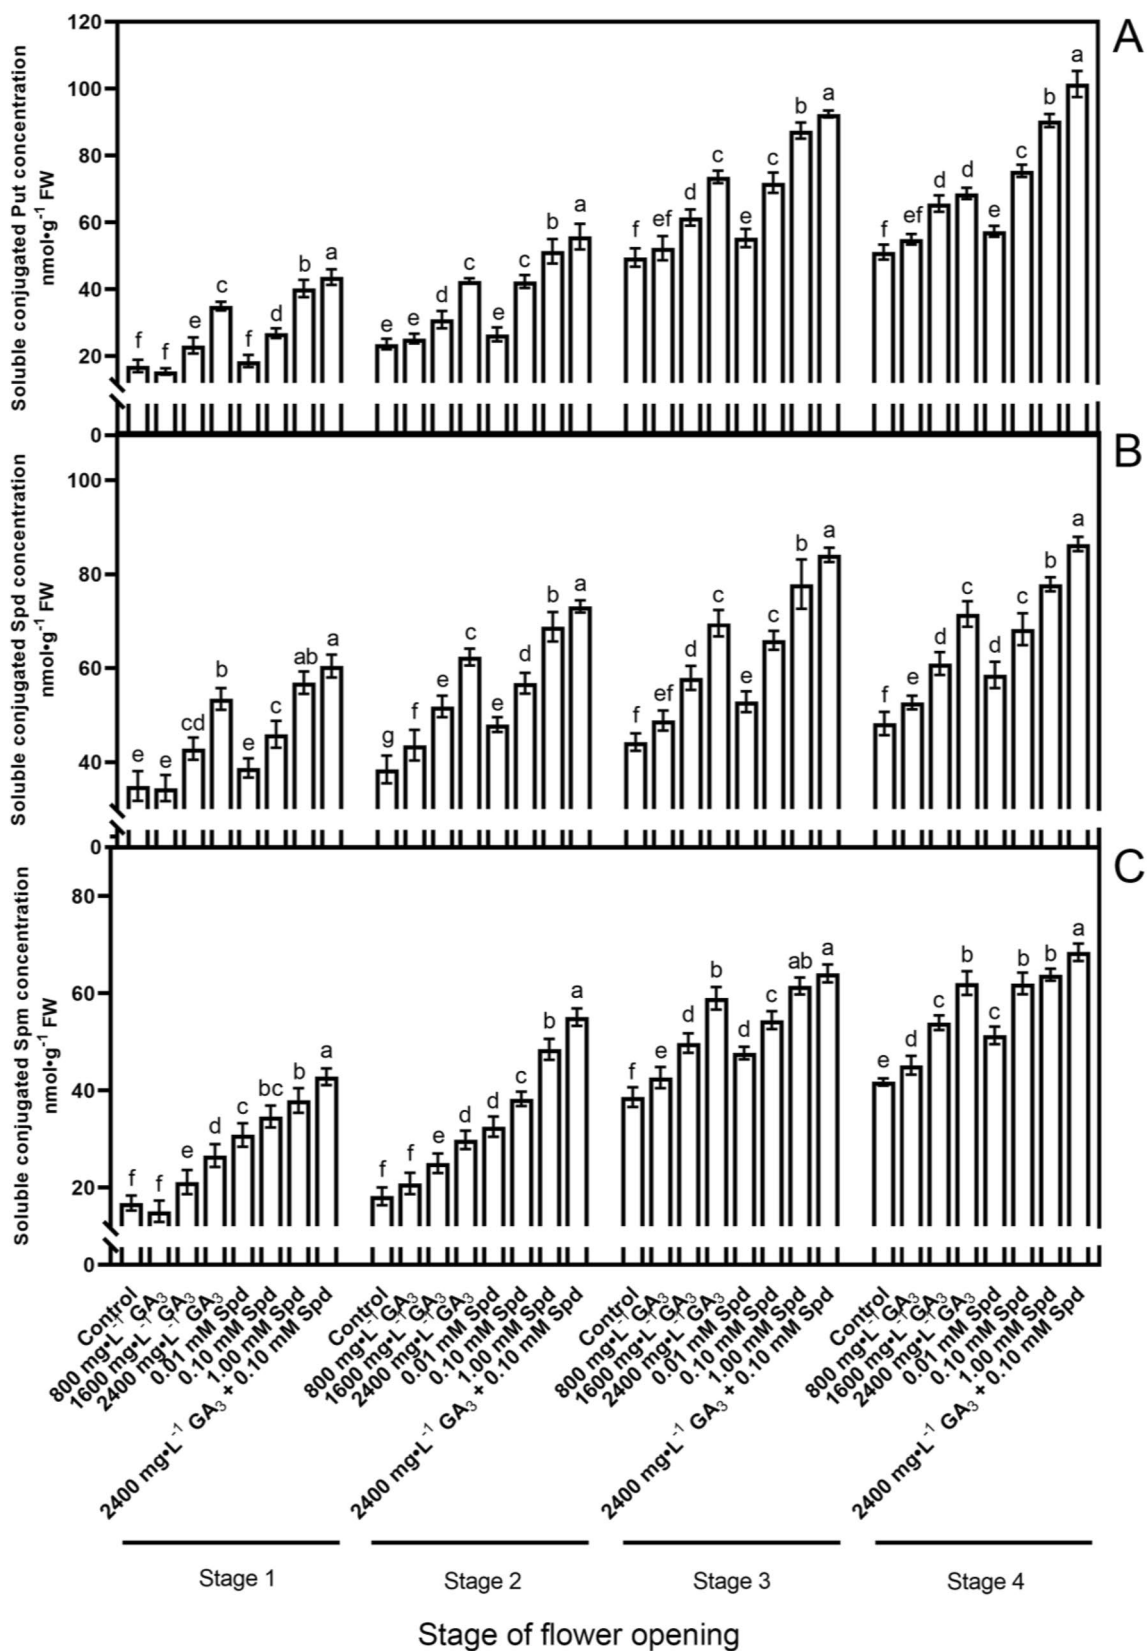 A
Soluble conjugated Put concentration
nmol•g⁻¹ FW
120
100
80
60
40
20
0
f f e c f d b a
e e d c e c b a
f ef d c e c b a
f ef d d e c b a
B
Soluble conjugated Spd concentration
nmol•g⁻¹ FW
100
80
60
40
0
e e cd b e c ab a
g f e c e d b a
f ef d c e c b a
f e d c d c b a
C
Soluble conjugated Spm concentration
nmol•g⁻¹ FW
80
60
40
20
0
f f e d c bc b a
f f e d d c b a
f e d b d c ab a
e d c b c b b a
Control
800 mg•L⁻¹ GA₃
1600 mg•L⁻¹ GA₃
2400 mg•L⁻¹ GA₃
0.01 mM Spd
0.10 mM Spd
1.00 mM Spd
2400 mg•L⁻¹ GA₃ + 0.10 mM Spd
Control
800 mg•L⁻¹ GA₃
1600 mg•L⁻¹ GA₃
2400 mg•L⁻¹ GA₃
0.01 mM Spd
0.10 mM Spd
1.00 mM Spd
2400 mg•L⁻¹ GA₃ + 0.10 mM Spd
Control
800 mg•L⁻¹ GA₃
1600 mg•L⁻¹ GA₃
2400 mg•L⁻¹ GA₃
0.01 mM Spd
0.10 mM Spd
1.00 mM Spd
2400 mg•L⁻¹ GA₃ + 0.10 mM Spd
Control
800 mg•L⁻¹ GA₃
1600 mg•L⁻¹ GA₃
2400 mg•L⁻¹ GA₃
0.01 mM Spd
0.10 mM Spd
1.00 mM Spd
2400 mg•L⁻¹ GA₃ + 0.10 mM Spd
Stage 1 Stage 2 Stage 3 Stage 4
Stage of flower opening